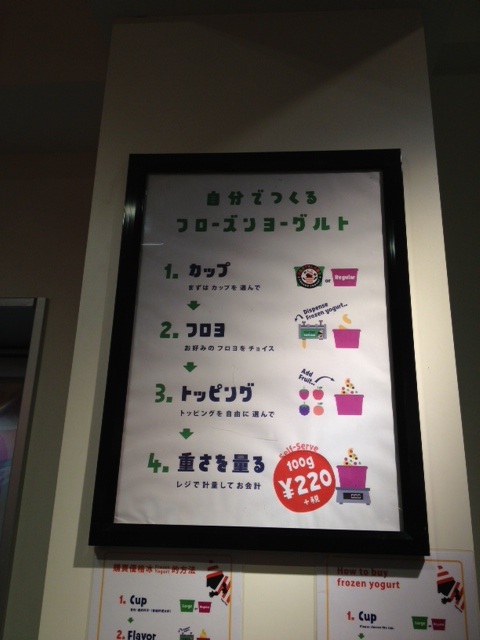 自分でつくる
フローズンヨーグルト
1. カップ
まずは カップを 選んで
or Regular
2. フロヨ
お好みの フロヨを チョイス
Dispense
frozen yogurt...
3. トッピング
トッピングを 自由に 選んで
Add
Fruit...
4. 重さを量る
レジで 計量して お会計
Self-Serve
100g
¥220
+税
1. Cup
2. Flavor
How to buy
frozen yogurt
1. Cup